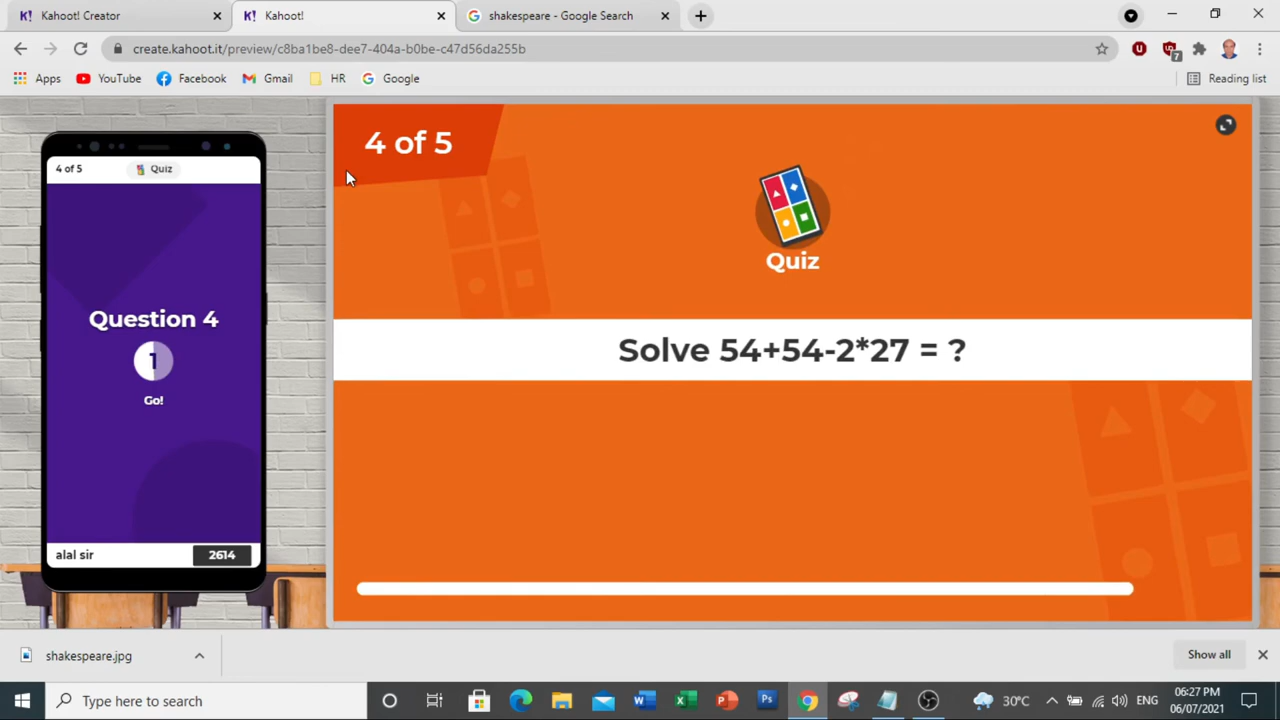 Kahoot! Creator
Kahoot!
shakespeare - Google Search
create.kahoot.it/preview/c8ba1be8-dee7-404a-b0be-c47d56da255b
7
Apps
YouTube
Facebook
Gmail
HR
Google
Reading list
4 of 5
Quiz
Question 4
1
Go!
alal sir
2614
4 of 5
Quiz
Solve 54+54-2*27 = ?
shakespeare.jpg
Show all
Type here to search
30°C
ENG
06:27 PM
06/07/2021